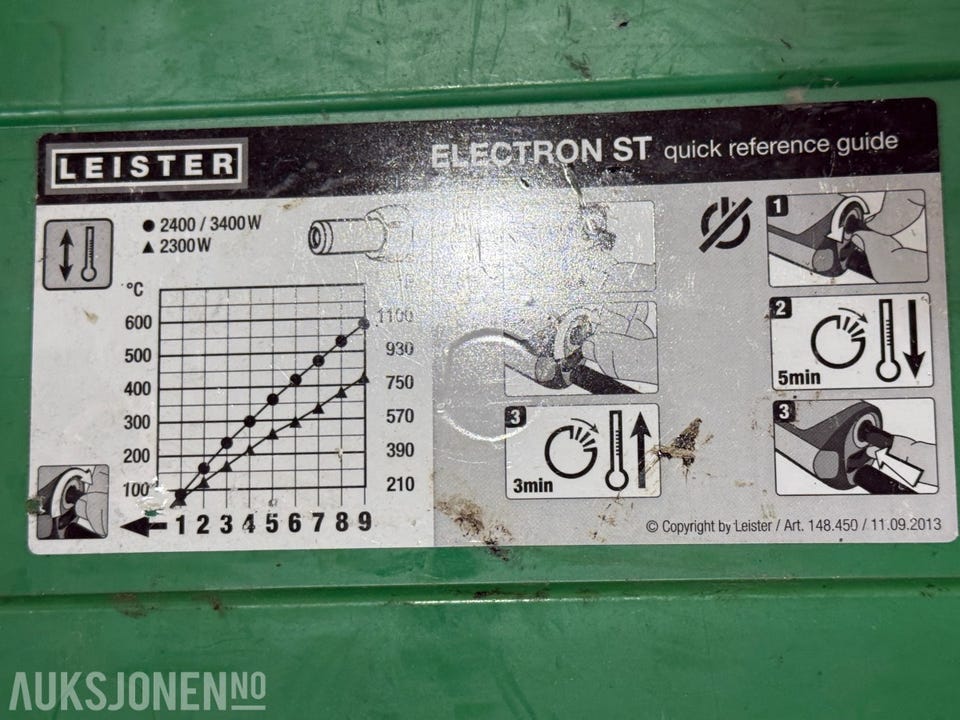 LEISTER
ELECTRON ST quick reference guide
● 2400 / 3400 W
▲ 2300 W
°C
600
500
400
300
200
100
1100
930
750
570
390
210
1 2 3 4 5 6 7 8 9
3
3min
1
2
5min
3
© Copyright by Leister / Art. 148.450 / 11.09.2013
AUKSJONEN.NO